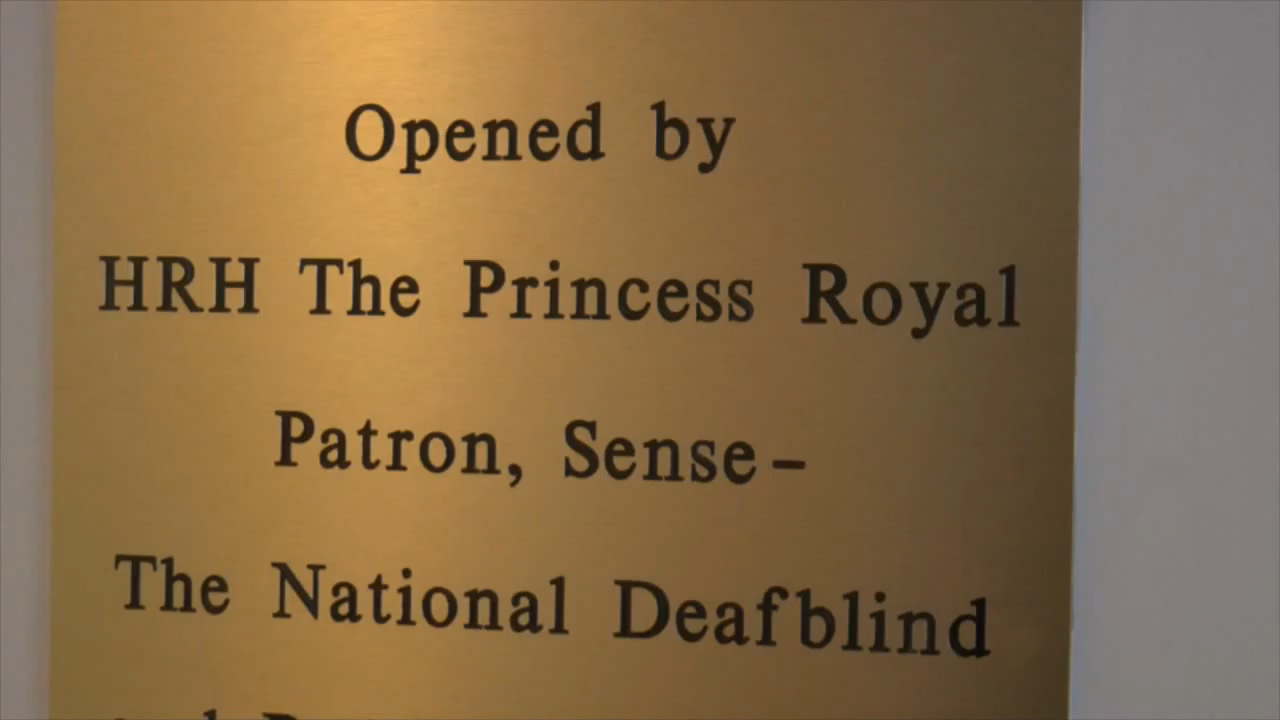 Opened by
HRH The Princess Royal
Patron, Sense –
The National Deafblind